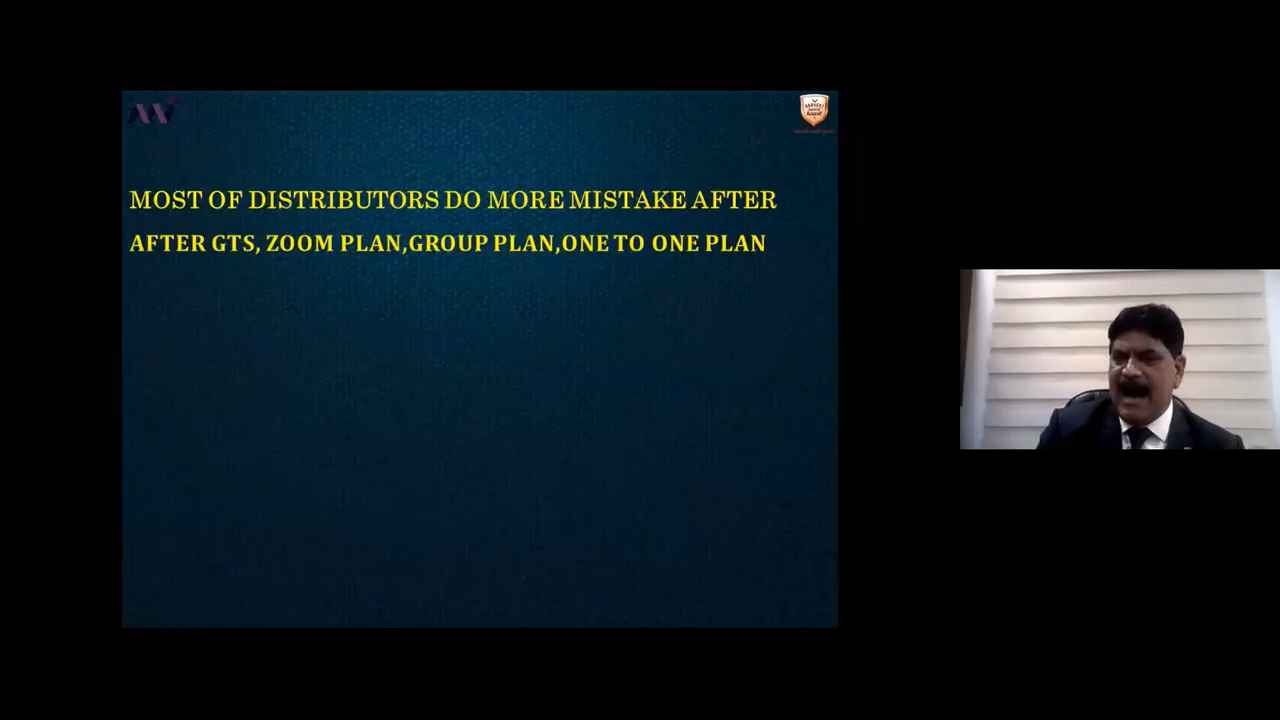 MOST OF DISTRIBUTORS DO MORE MISTAKE AFTER
AFTER GTS, ZOOM PLAN,GROUP PLAN,ONE TO ONE PLAN